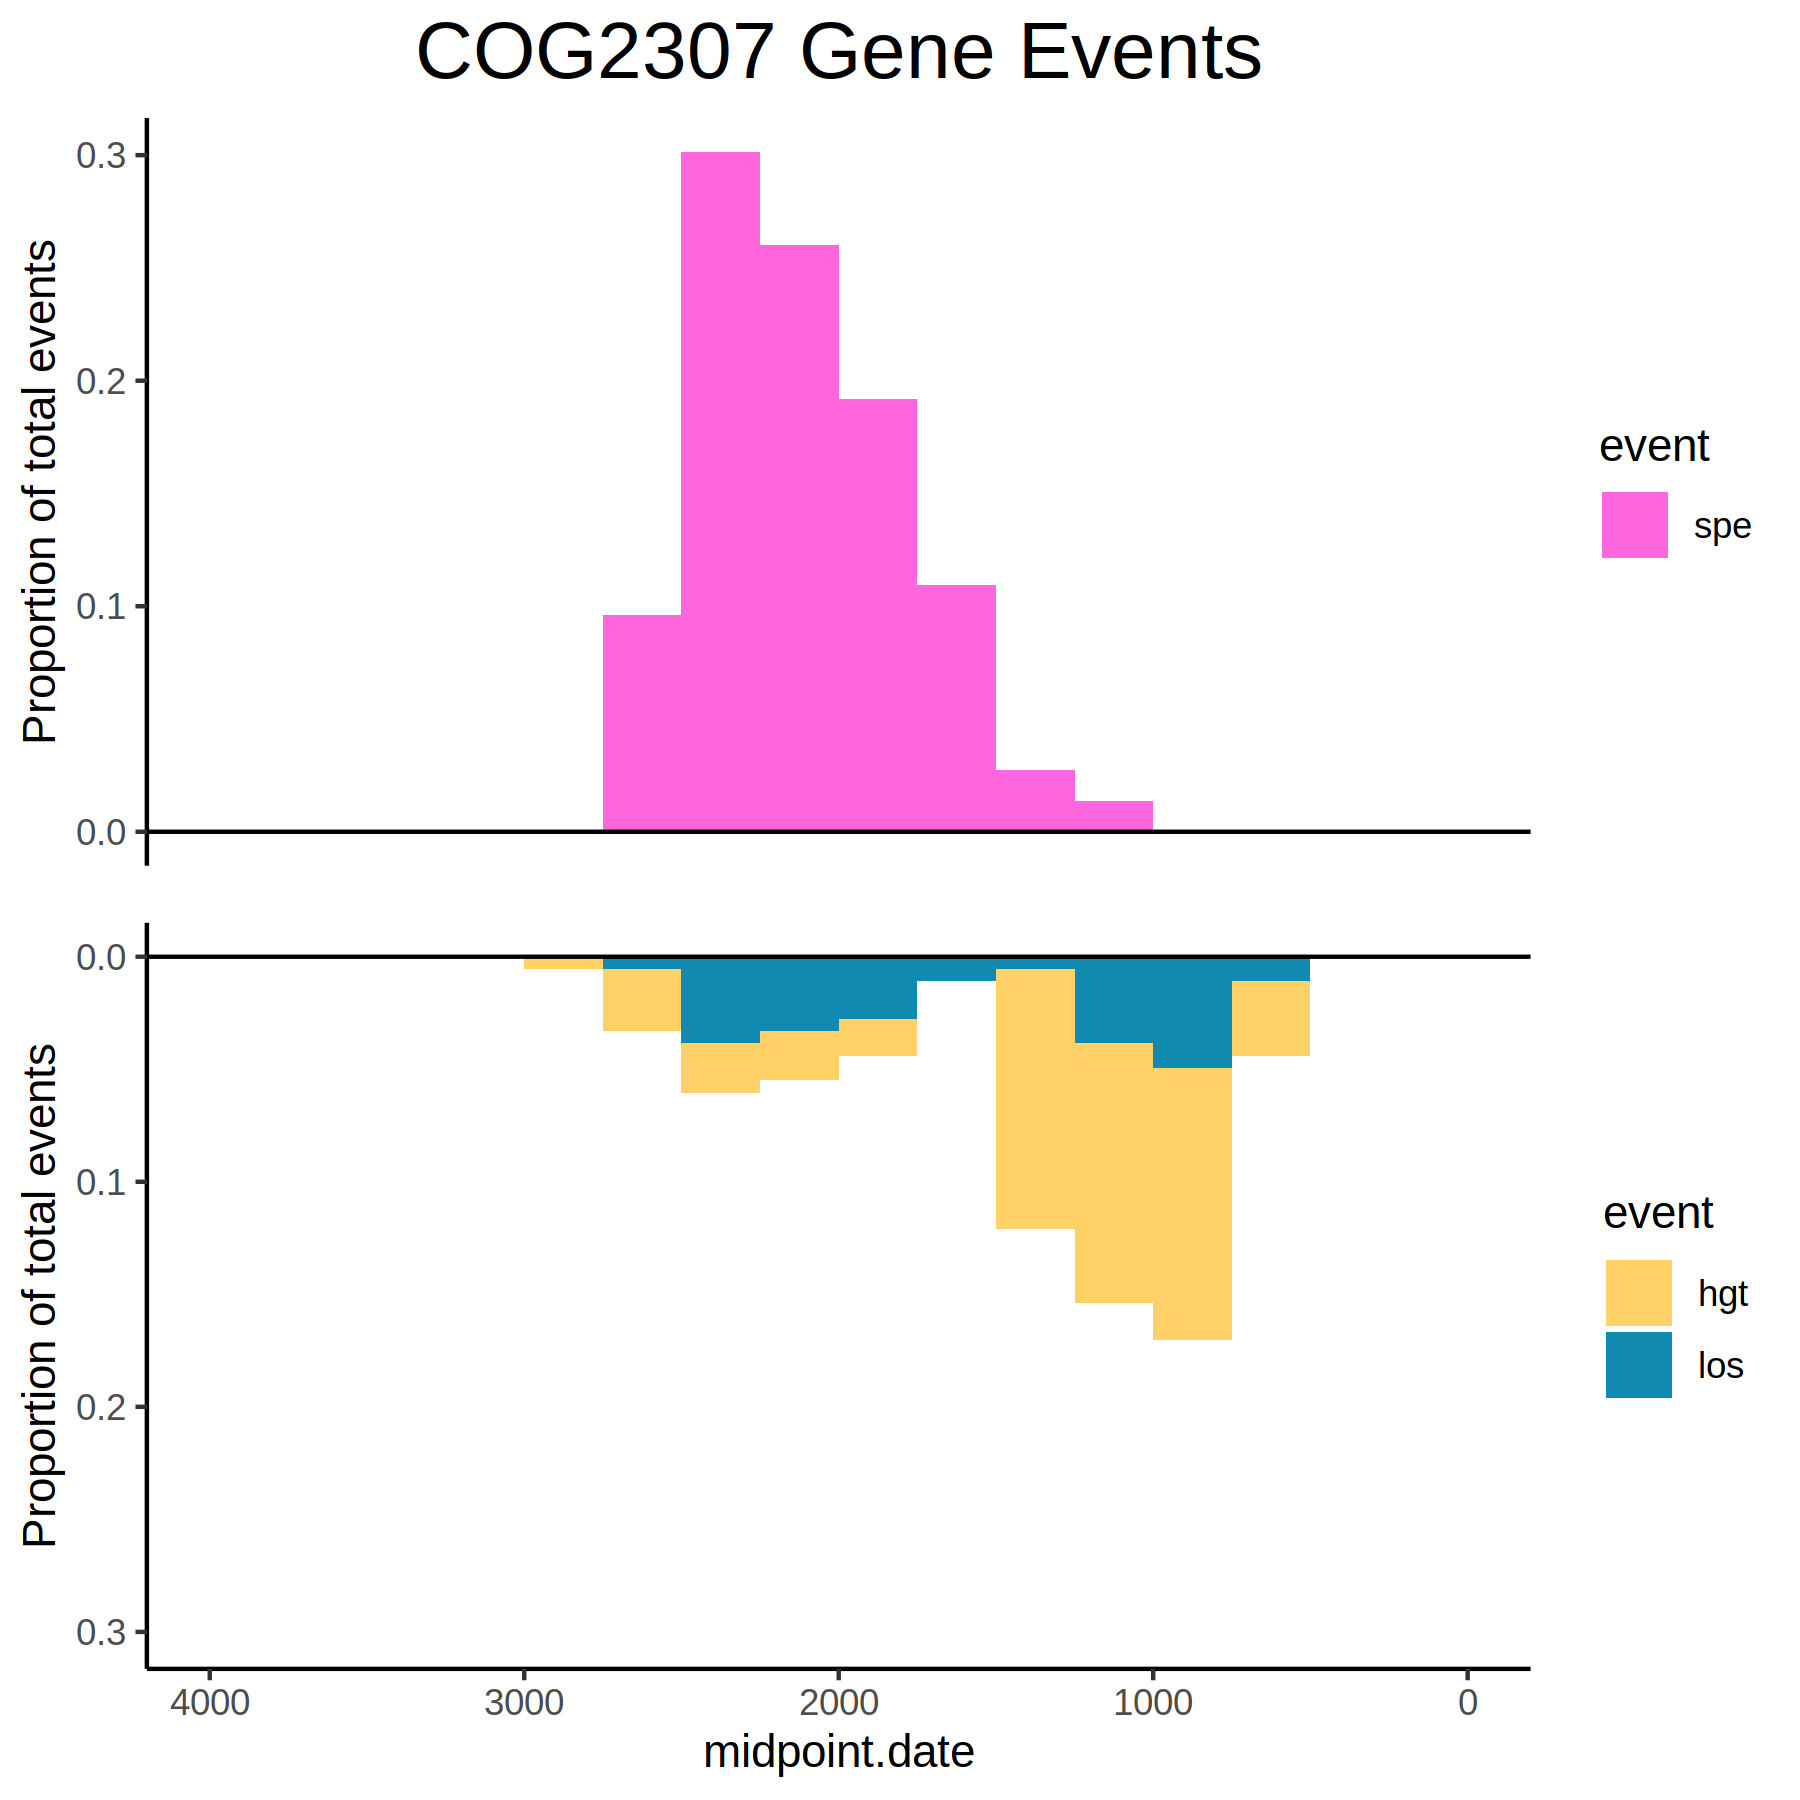 COG2307 Gene Events
Proportion of total events
0.3
0.2
0.1
0.0
event
spe
Proportion of total events
0.0
0.1
0.2
0.3
event
hgt
los
4000 3000 2000 1000 0
midpoint.date